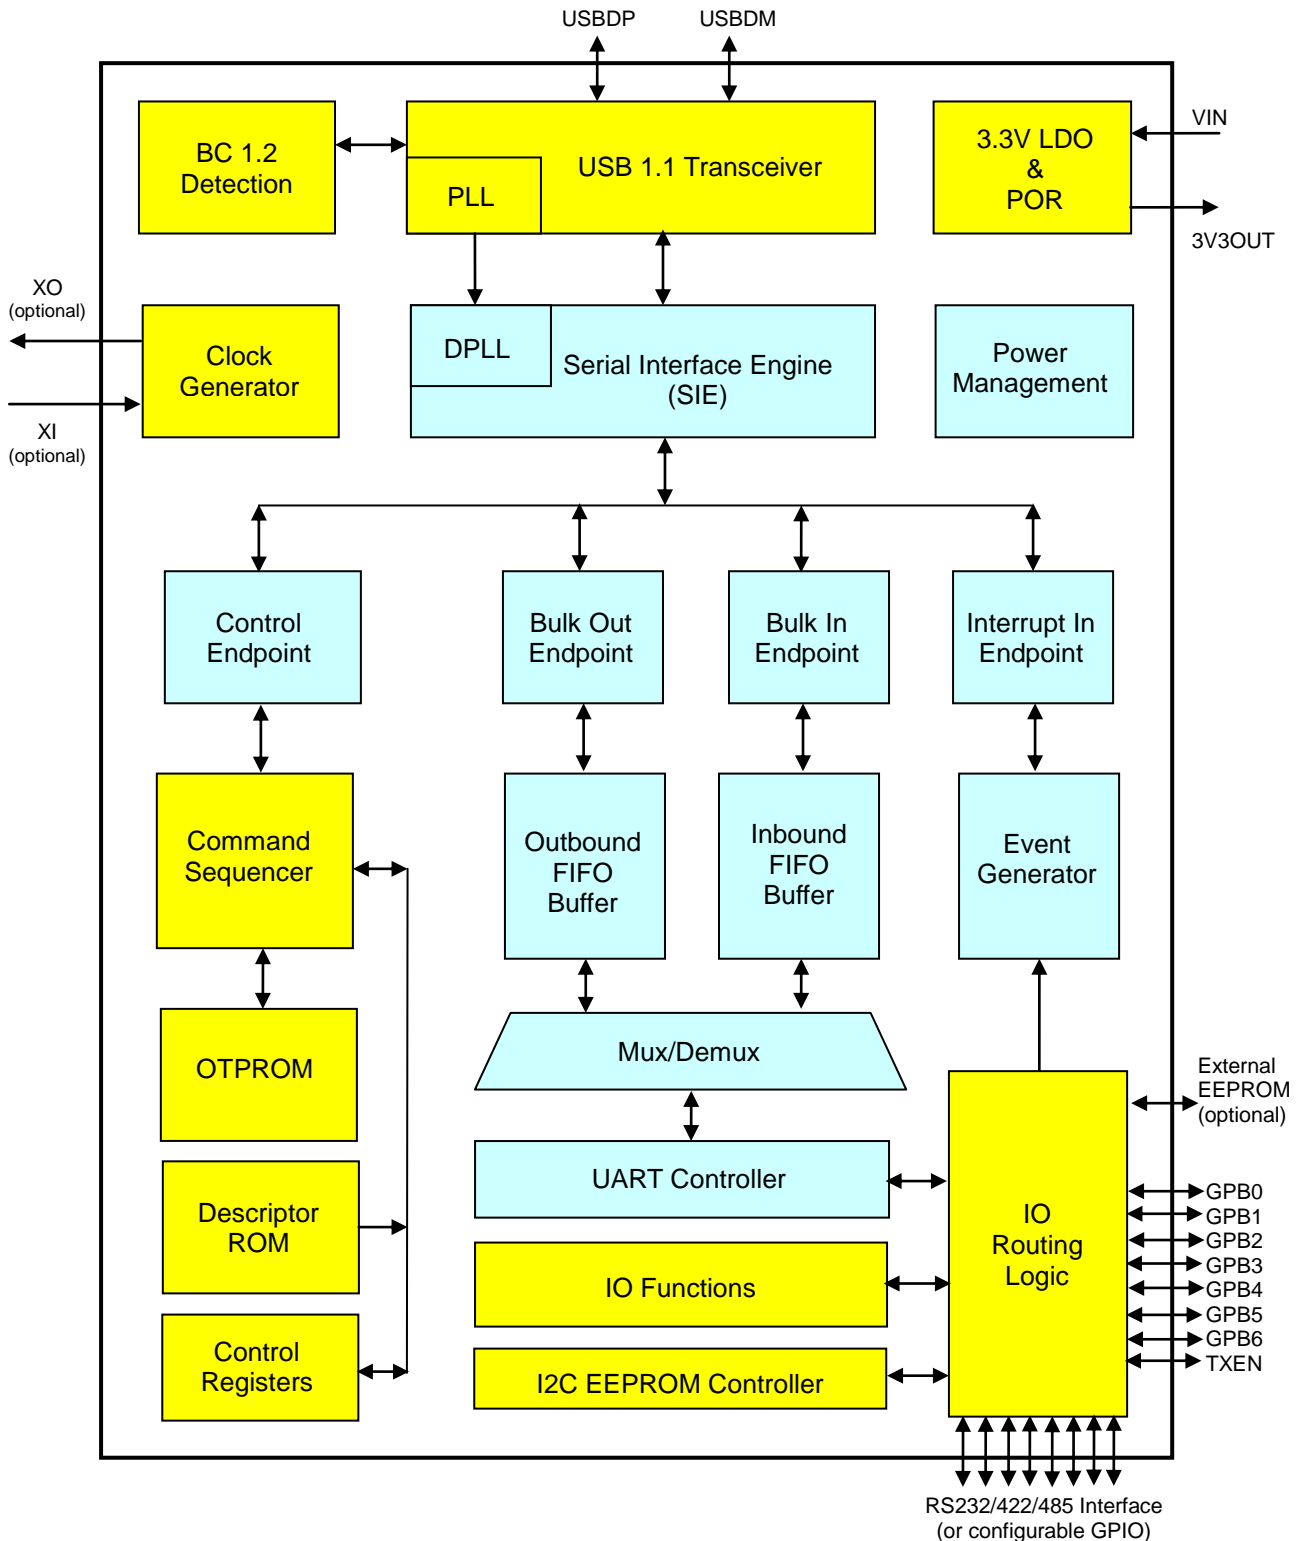 USBDP
USBDM
BC 1.2
Detection
USB 1.1 Transceiver
PLL
3.3V LDO
&
POR
VIN
3V3OUT
XO
(optional)
XI
(optional)
Clock
Generator
DPLL
Serial Interface Engine
(SIE)
Power
Management
Control
Endpoint
Bulk Out
Endpoint
Bulk In
Endpoint
Interrupt In
Endpoint
Command
Sequencer
Outbound
FIFO
Buffer
Inbound
FIFO
Buffer
Event
Generator
OTPROM
Mux/Demux
External
EEPROM
(optional)
UART Controller
Descriptor
ROM
IO
Routing
Logic
GPB0
GPB1
GPB2
GPB3
GPB4
GPB5
GPB6
TXEN
IO Functions
Control
Registers
I2C EEPROM Controller
RS232/422/485 Interface
(or configurable GPIO)